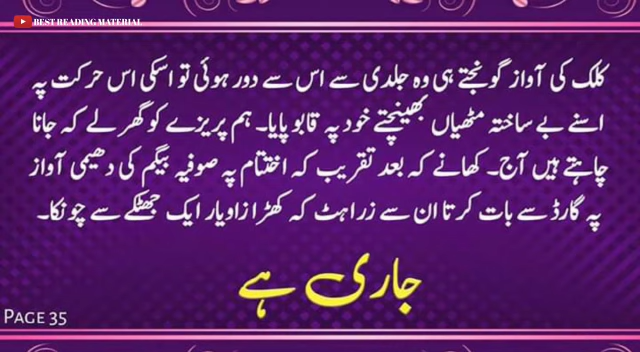 BEST READING MATERIAL
کلک کی آواز گونجتے ہی وہ جلدی سے اس سے دور ہوئی تو اسکی اس حرکت پہ
اسنے بے ساختہ مٹھیاں بھینچتے خود پہ قابو پایا۔ ہم پریزے کو گھر لے کہ جانا
چاہتے ہیں آج۔ کھانے کہ بعد تقریب کہ اختتام پہ صوفیہ بیگم کی دھیمی آواز
پہ گارڈ سے بات کرتا ان سے زرا ہٹ کہ کھڑا زاویار ایک جھٹکے سے چونکا۔
جاری ہے
PAGE 35